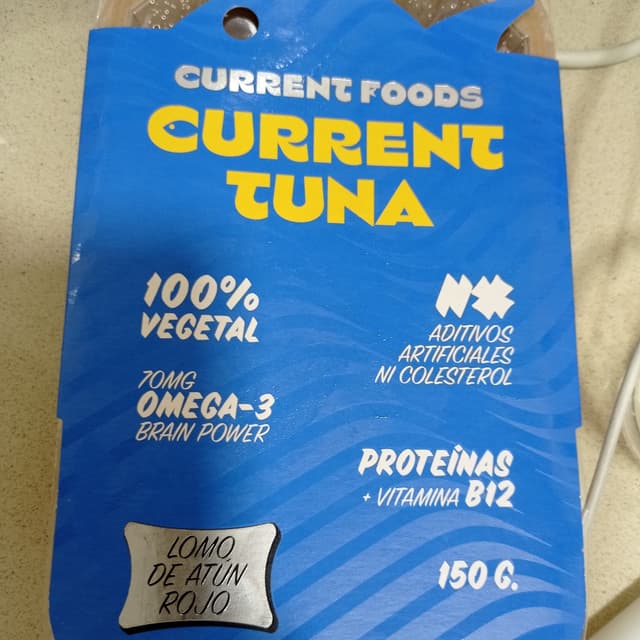 CURRENT FOODS
CURRENT
TUNA
100%
VEGETAL
70MG
OMEGA-3
BRAIN POWER
NX
ADITIVOS
ARTIFICIALES
NI COLESTEROL
PROTEÍNAS
+ VITAMINA B12
LOMO
DE ATÚN
ROJO
150 G.